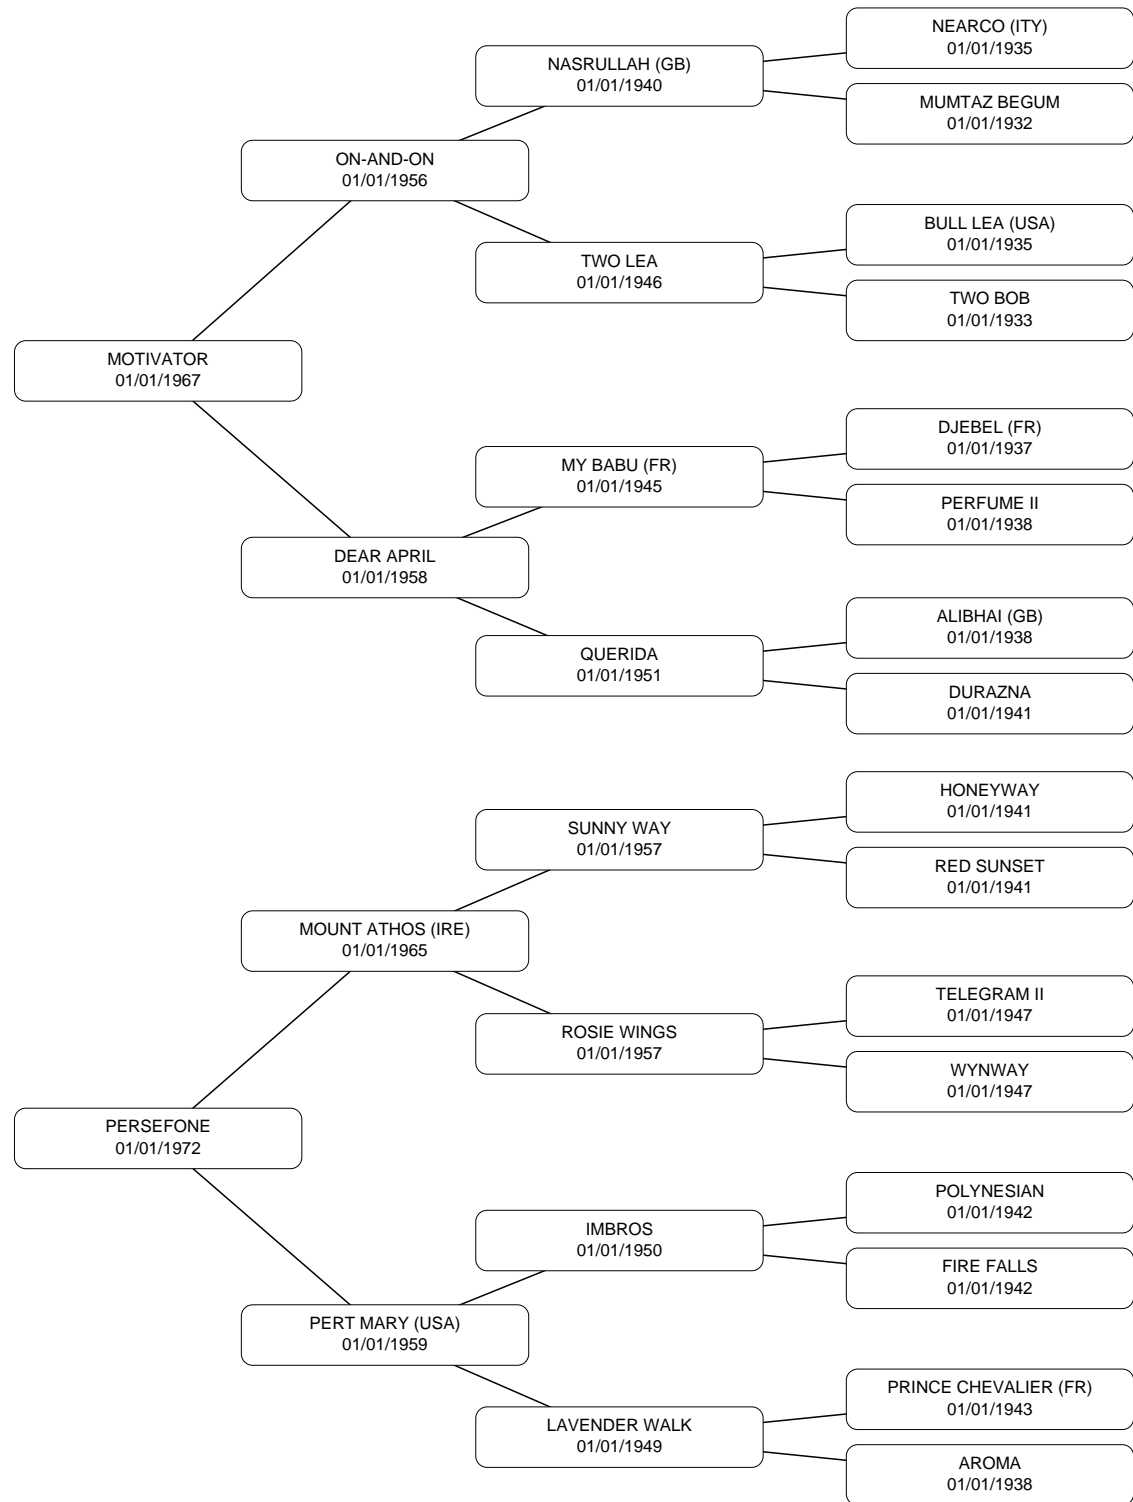 NEARCO (ITY)
01/01/1935
NASRULLAH (GB)
01/01/1940
MUMTAZ BEGUM
01/01/1932
ON-AND-ON
01/01/1956
BULL LEA (USA)
01/01/1935
TWO LEA
01/01/1946
TWO BOB
01/01/1933
MOTIVATOR
01/01/1967
DJEBEL (FR)
01/01/1937
MY BABU (FR)
01/01/1945
PERFUME II
01/01/1938
DEAR APRIL
01/01/1958
ALIBHAI (GB)
01/01/1938
QUERIDA
01/01/1951
DURAZNA
01/01/1941
HONEYWAY
01/01/1941
SUNNY WAY
01/01/1957
RED SUNSET
01/01/1941
MOUNT ATHOS (IRE)
01/01/1965
TELEGRAM II
01/01/1947
ROSIE WINGS
01/01/1957
WYNWAY
01/01/1947
PERSEFONE
01/01/1972
POLYNESIAN
01/01/1942
IMBROS
01/01/1950
FIRE FALLS
01/01/1942
PERT MARY (USA)
01/01/1959
PRINCE CHEVALIER (FR)
01/01/1943
LAVENDER WALK
01/01/1949
AROMA
01/01/1938